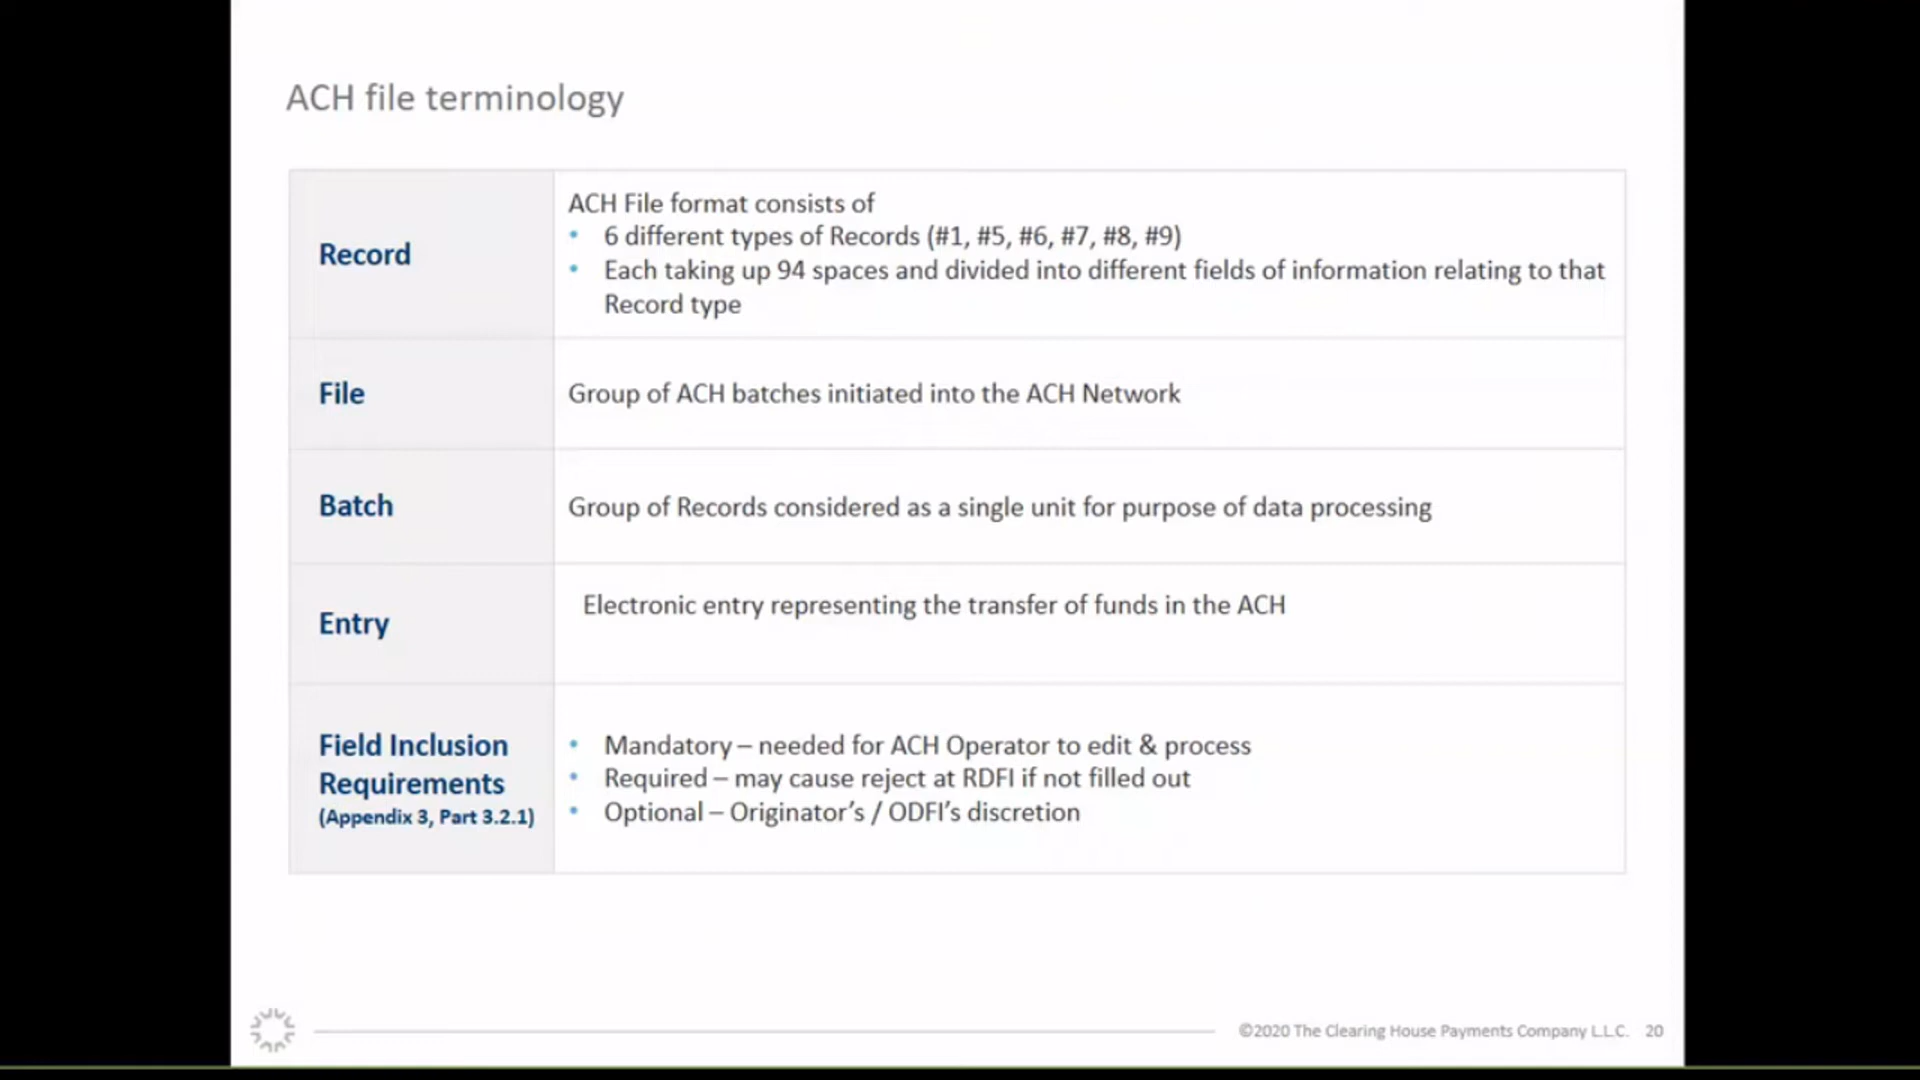 ACH file terminology
Record
ACH File format consists of
• 6 different types of Records (#1, #5, #6, #7, #8, #9)
• Each taking up 94 spaces and divided into different fields of information relating to that
Record type
File
Group of ACH batches initiated into the ACH Network
Batch
Group of Records considered as a single unit for purpose of data processing
Entry
Electronic entry representing the transfer of funds in the ACH
Field Inclusion
Requirements
(Appendix 3, Part 3.2.1)
• Mandatory – needed for ACH Operator to edit & process
• Required – may cause reject at RDFI if not filled out
• Optional – Originator’s / ODFI’s discretion
©2020 The Clearing House Payments Company L.L.C. 20